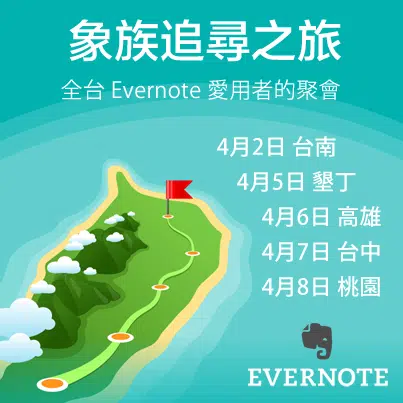 象族追尋之旅
全台 Evernote 愛用者的聚會
4月2日 台南
4月5日 墾丁
4月6日 高雄
4月7日 台中
4月8日 桃園
EVERNOTE